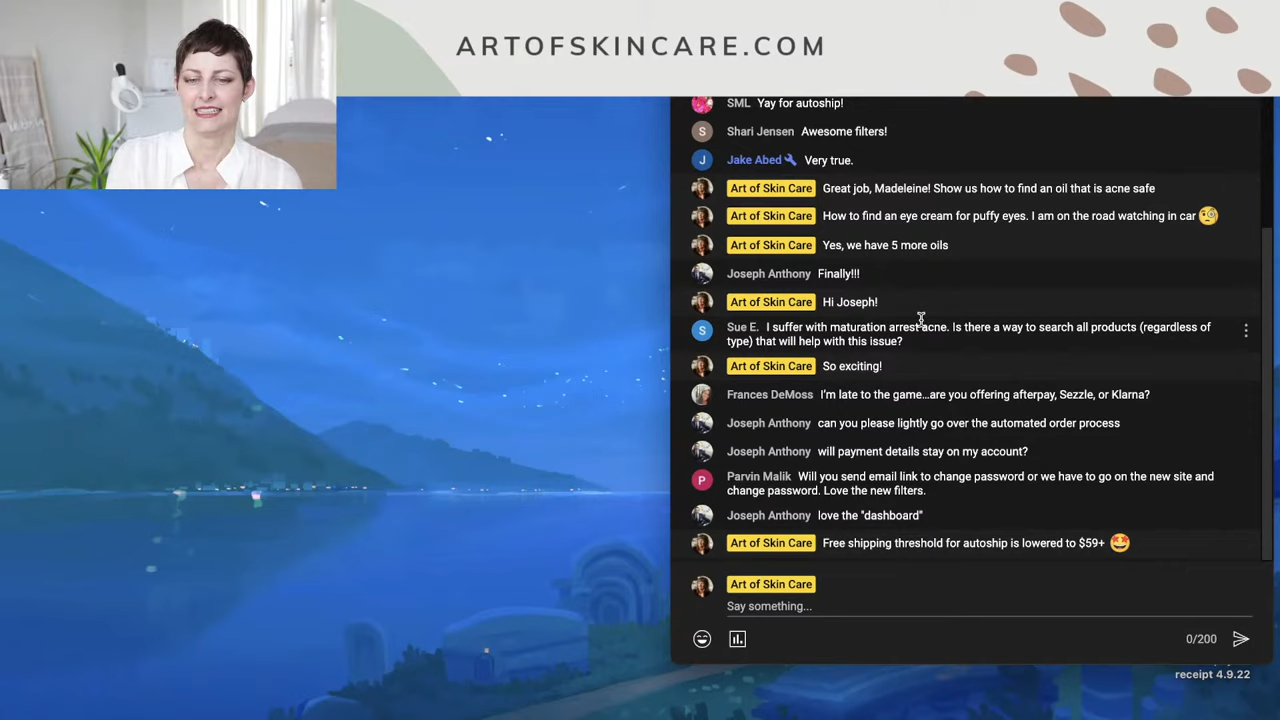 ARTOFSKINCARE.COM
SML Yay for autoship!
S Shari Jensen Awesome filters!
J Jake Abed Very true.
Art of Skin Care Great job, Madeleine! Show us how to find an oil that is acne safe
Art of Skin Care How to find an eye cream for puffy eyes. I am on the road watching in car 🧐
Art of Skin Care Yes, we have 5 more oils
Joseph Anthony Finally!!!
Art of Skin Care Hi Joseph!
S Sue E. I suffer with maturation arrest acne. Is there a way to search all products (regardless of
type) that will help with this issue?
Art of Skin Care So exciting!
Frances DeMoss I'm late to the game...are you offering afterpay, Sezzle, or Klarna?
Joseph Anthony can you please lightly go over the automated order process
Joseph Anthony will payment details stay on my account?
P Parvin Malik Will you send email link to change password or we have to go on the new site and
change password. Love the new filters.
Joseph Anthony love the "dashboard"
Art of Skin Care Free shipping threshold for autoship is lowered to $59+ 🤩
Art of Skin Care
Say something...
0/200
receipt 4.9.22